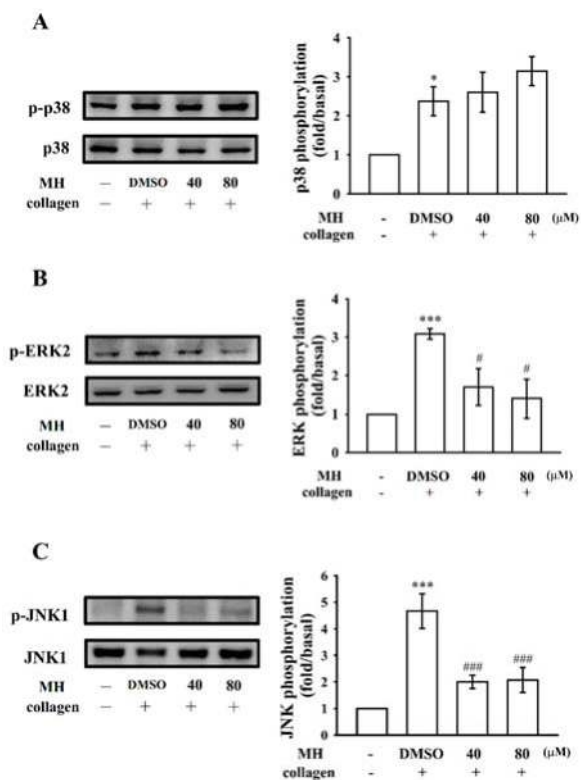 A
p-p38
p38
MH – DMSO 40 80
collagen + + +
p38 phosphorylation
(fold/basal)
4
3
2
1
0
*
MH - DMSO 40 80 (μM)
collagen - + + +
B
p-ERK2
ERK2
MH – DMSO 40 80
collagen – + + +
ERK phosphorylation
(fold/basal)
4
3
2
1
0
***
# #
MH - DMSO 40 80 (μM)
collagen - + + +
C
p-JNK1
JNK1
MH – DMSO 40 80
collagen – + + +
JNK phosphorylation
(fold/basal)
6
5
4
3
2
1
0
***
### ###
MH - DMSO 40 80 (μM)
collagen - + + +